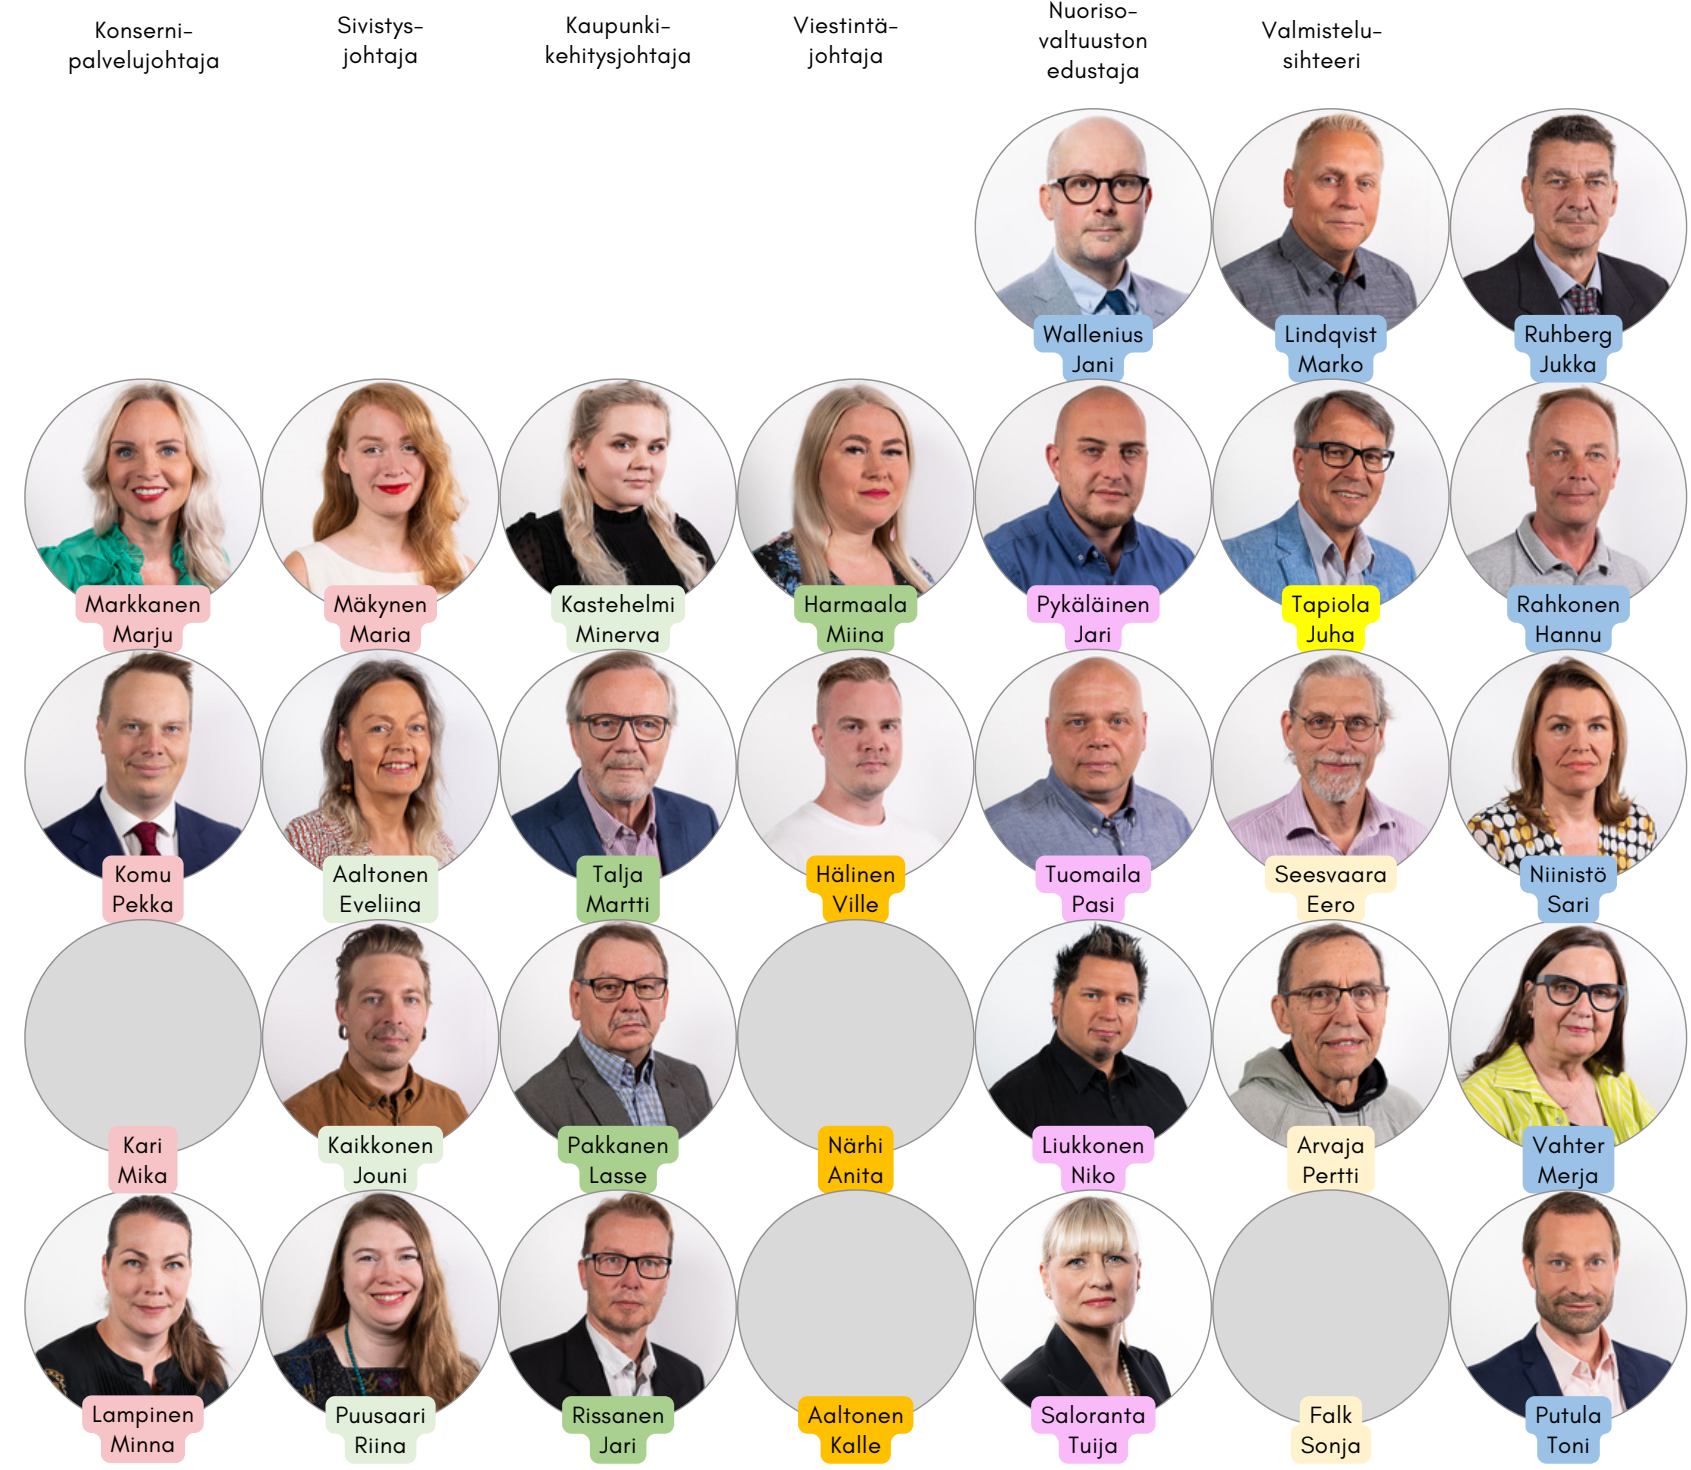 Konserni-
palvelujohtaja
Sivistys-
johtaja
Kaupunki-
kehitysjohtaja
Viestintä-
johtaja
Nuoriso-
valtuuston
edustaja
Valmistelu-
sihteeri
Wallenius
Jani
Lindqvist
Marko
Ruhberg
Jukka
Markkanen
Marju
Mäkynen
Maria
Kastehelmi
Minerva
Harmaala
Miina
Pykäläinen
Jari
Tapiola
Juha
Rahkonen
Hannu
Komu
Pekka
Aaltonen
Eveliina
Talja
Martti
Hälinen
Ville
Tuomaila
Pasi
Seesvaara
Eero
Niinistö
Sari
Kari
Mika
Kaikkonen
Jouni
Pakkanen
Lasse
Närhi
Anita
Liukkonen
Niko
Arvaja
Pertti
Vahter
Merja
Lampinen
Minna
Puusaari
Riina
Rissanen
Jari
Aaltonen
Kalle
Saloranta
Tuija
Falk
Sonja
Putula
Toni